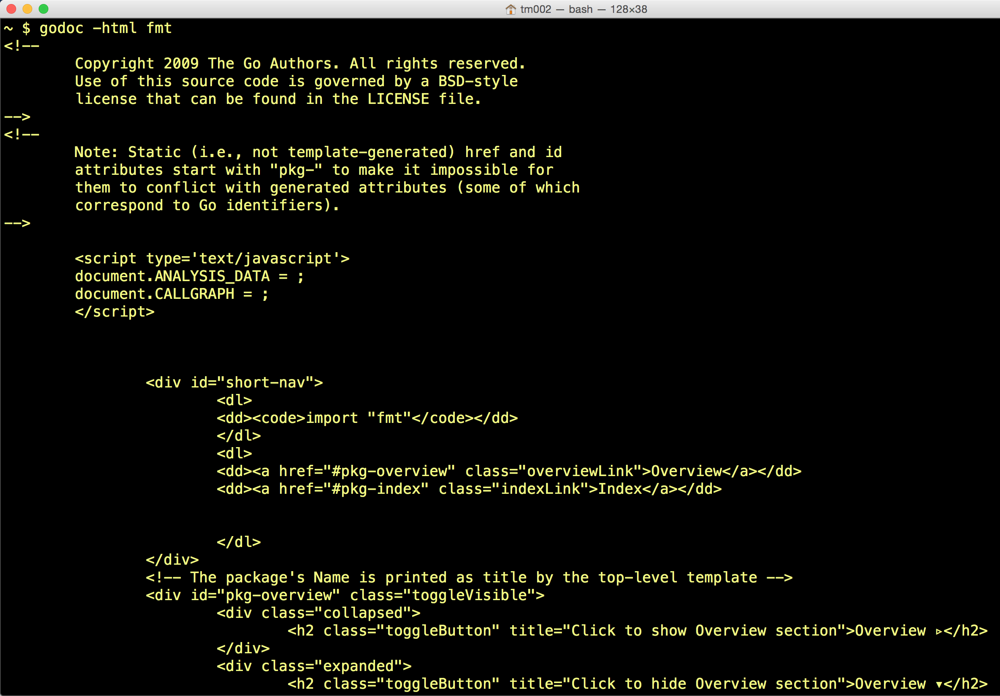 tm002 — bash — 128×38
~ $ godoc -html fmt
<!--
Copyright 2009 The Go Authors. All rights reserved.
Use of this source code is governed by a BSD-style
license that can be found in the LICENSE file.
-->
<!--
Note: Static (i.e., not template-generated) href and id
attributes start with "pkg-" to make it impossible for
them to conflict with generated attributes (some of which
correspond to Go identifiers).
-->
<script type='text/javascript'>
document.ANALYSIS_DATA = ;
document.CALLGRAPH = ;
</script>
<div id="short-nav">
<dl>
<dd><code>import "fmt"</code></dd>
</dl>
<dl>
<dd><a href="#pkg-overview" class="overviewLink">Overview</a></dd>
<dd><a href="#pkg-index" class="indexLink">Index</a></dd>
</dl>
</div>
<!-- The package's Name is printed as title by the top-level template -->
<div id="pkg-overview" class="toggleVisible">
<div class="collapsed">
<h2 class="toggleButton" title="Click to show Overview section">Overview ▹</h2>
</div>
<div class="expanded">
<h2 class="toggleButton" title="Click to hide Overview section">Overview ▾</h2>